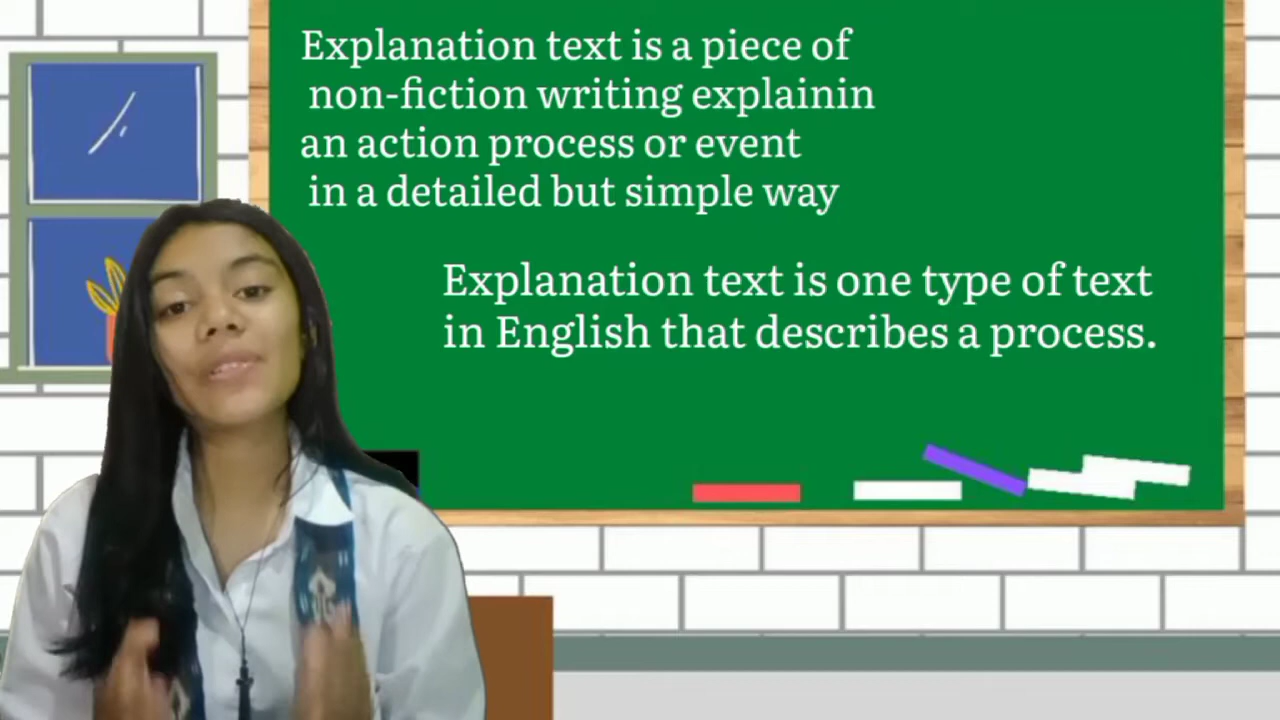 Explanation text is a piece of
non-fiction writing explainin
an action process or event
in a detailed but simple way
Explanation text is one type of text
in English that describes a process.